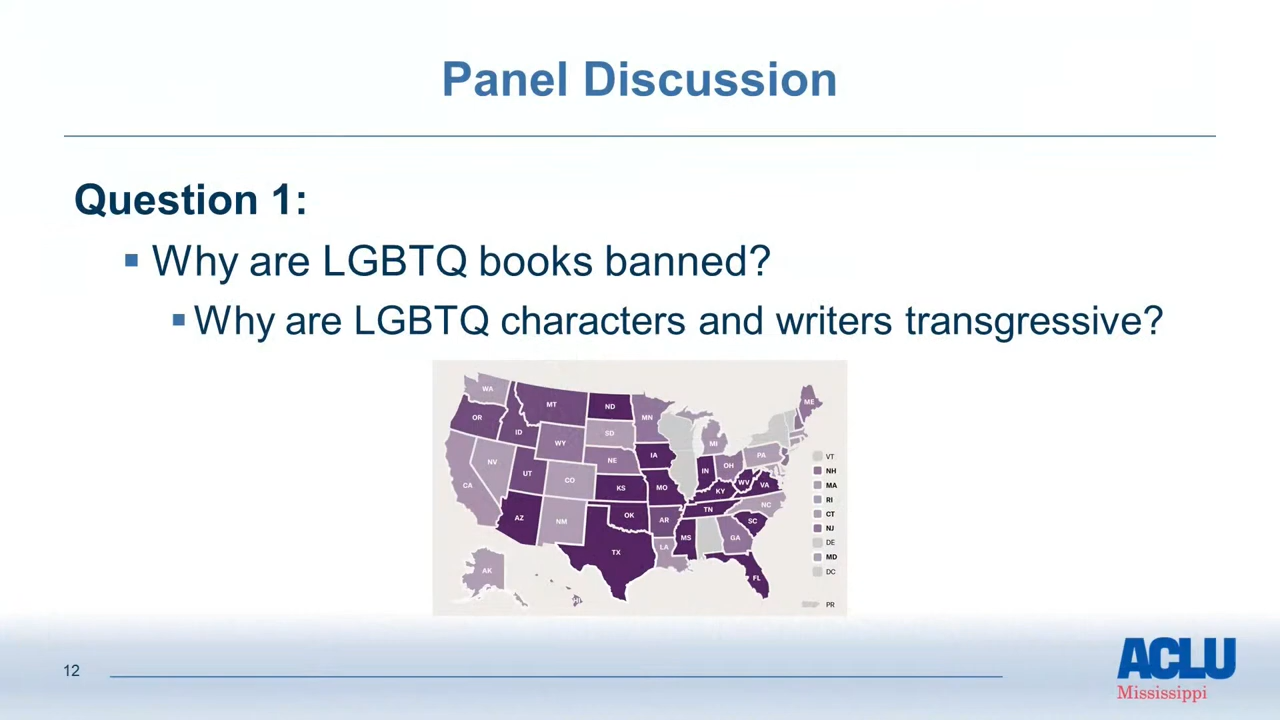 Panel Discussion
Question 1:
Why are LGBTQ books banned?
Why are LGBTQ characters and writers transgressive?
WA
MT
ND
MN
ME
OR
ID
SD
WY
MI
NV
NE
IA
PA
UT
CO
IN
OH
CA
KS
MO
KY
WV
VA
AZ
NM
OK
AR
TN
NC
SC
TX
LA
MS
GA
AK
HI
FL
VT
NH
MA
RI
CT
NJ
DE
MD
DC
PR
12
ACLU
Mississippi